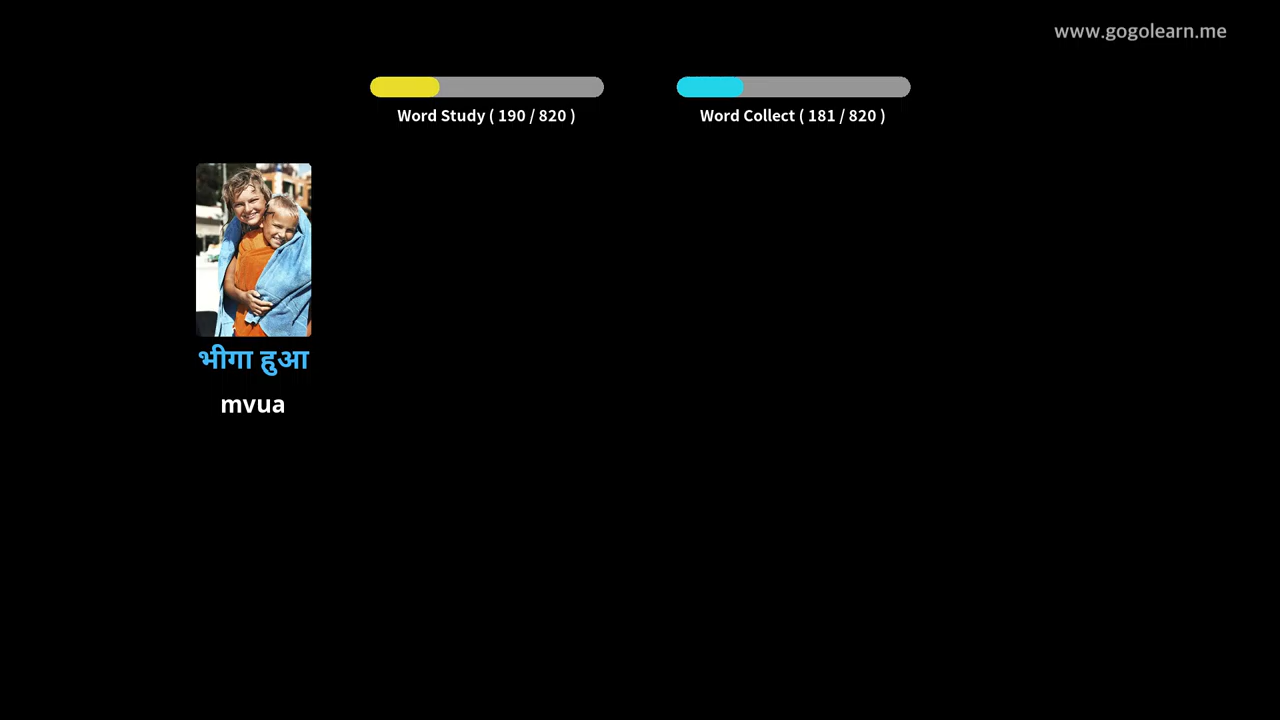 www.gogolearn.me
Word Study ( 190 / 820 )
Word Collect ( 181 / 820 )
भीगा हुआ
mvua